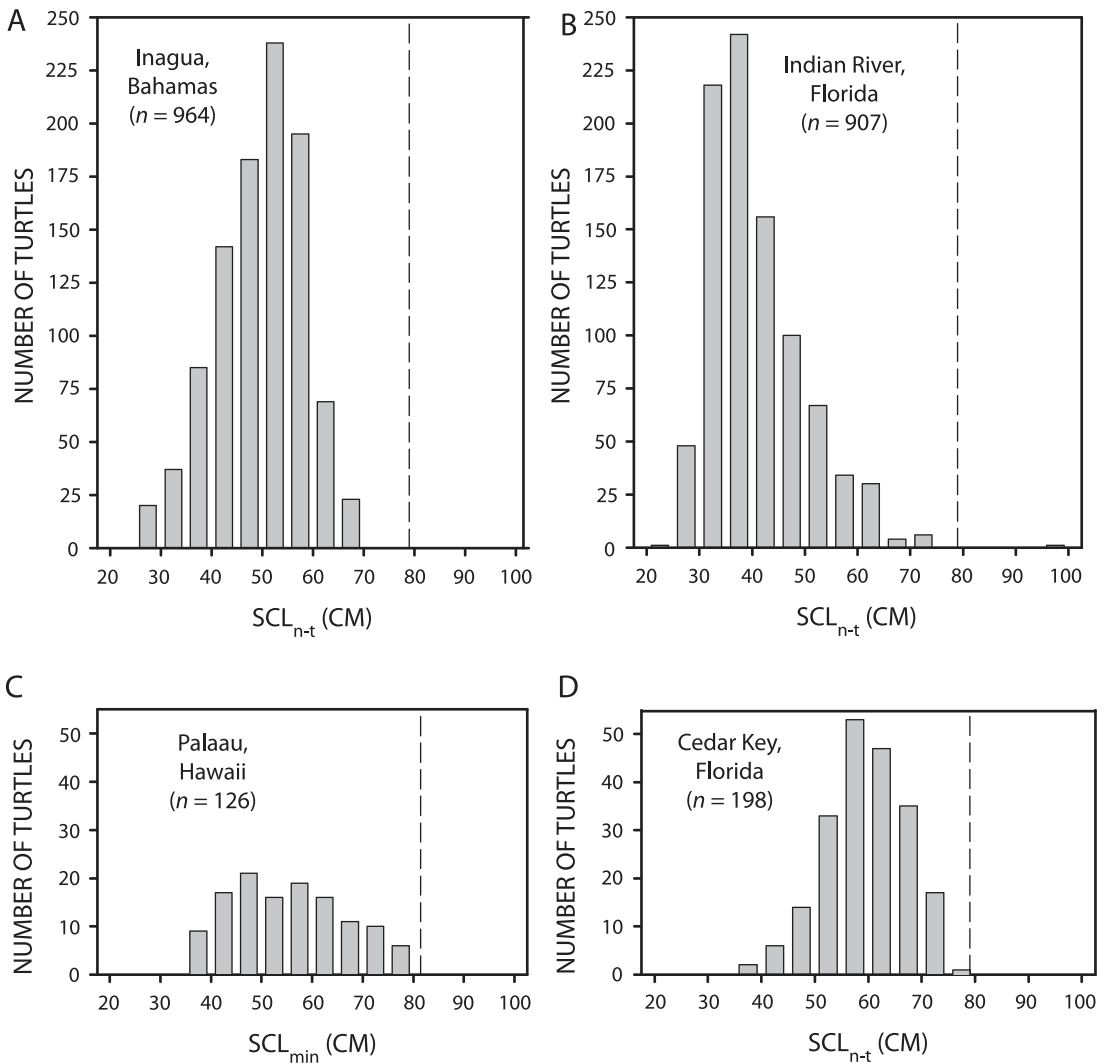 A
Inagua,
Bahamas
(n = 964)
NUMBER OF TURTLES
250
225
200
175
150
125
100
75
50
25
0
20 30 40 50 60 70 80 90 100
SCLn-t (CM)
B
Indian River,
Florida
(n = 907)
NUMBER OF TURTLES
250
225
200
175
150
125
100
75
50
25
0
20 30 40 50 60 70 80 90 100
SCLn-t (CM)
C
Palaau,
Hawaii
(n = 126)
NUMBER OF TURTLES
50
40
30
20
10
0
20 30 40 50 60 70 80 90 100
SCLmin (CM)
D
Cedar Key,
Florida
(n = 198)
NUMBER OF TURTLES
50
40
30
20
10
0
20 30 40 50 60 70 80 90 100
SCLn-t (CM)